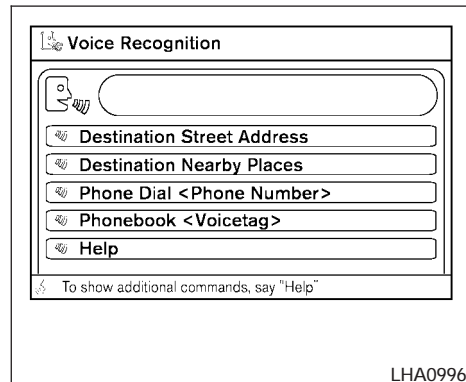 Voice Recognition
Destination Street Address
Destination Nearby Places
Phone Dial <Phone Number>
Phonebook <Voicetag>
Help
To show additional commands, say "Help"
LHA0996